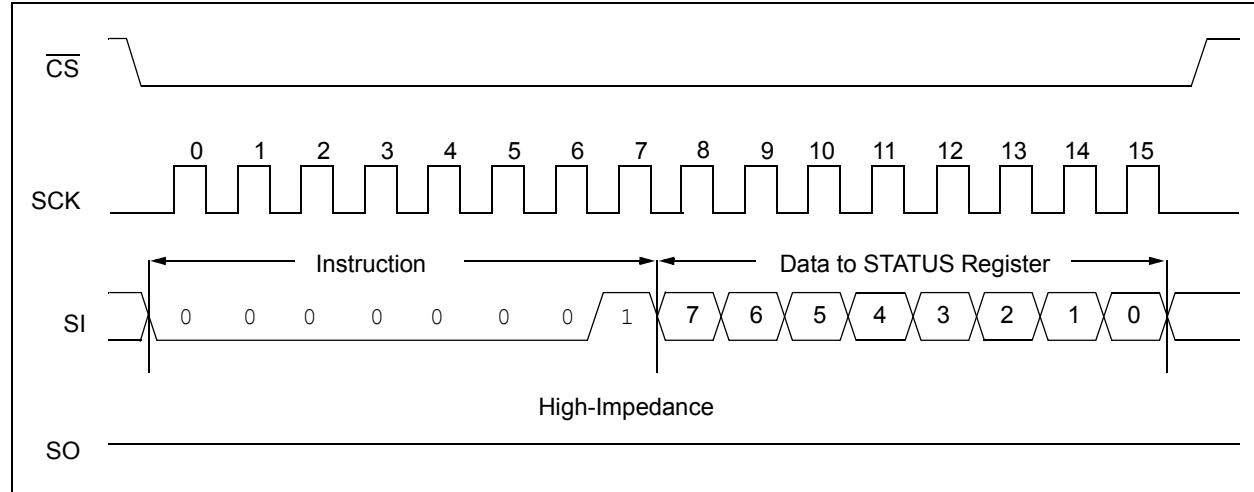 CS
0 1 2 3 4 5 6 7 8 9 10 11 12 13 14 15
SCK
Instruction Data to STATUS Register
SI 0 0 0 0 0 0 0 1 7 6 5 4 3 2 1 0
High-Impedance
SO